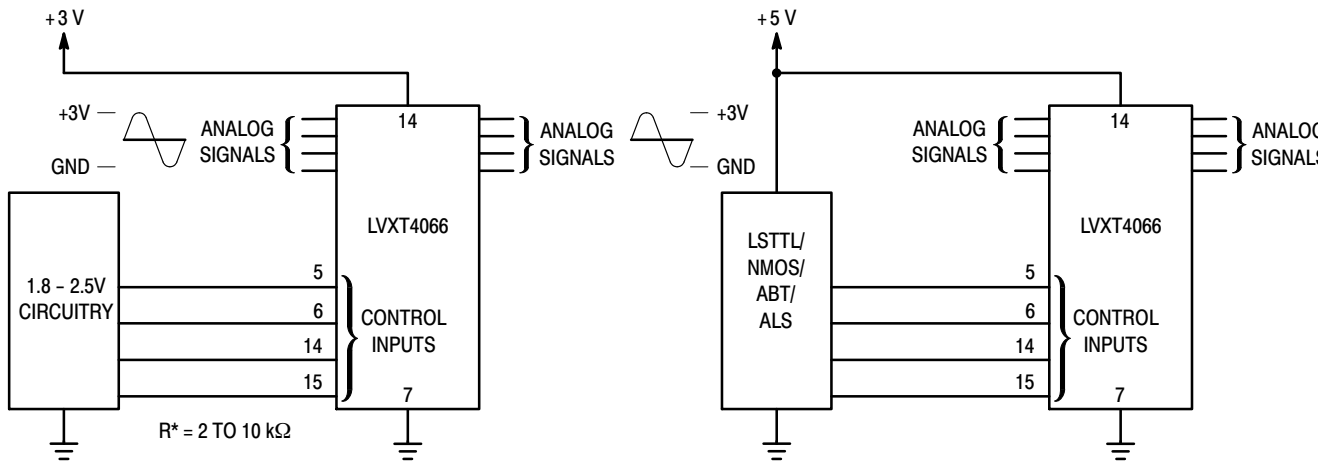 +3 V
+3V
GND
ANALOG
SIGNALS
14
ANALOG
SIGNALS
LVXT4066
1.8 – 2.5V
CIRCUITRY
5
6
14
15
CONTROL
INPUTS
7
R* = 2 TO 10 kΩ
+5 V
+3V
GND
ANALOG
SIGNALS
14
ANALOG
SIGNALS
LVXT4066
LSTTL/
NMOS/
ABT/
ALS
5
6
14
15
CONTROL
INPUTS
7